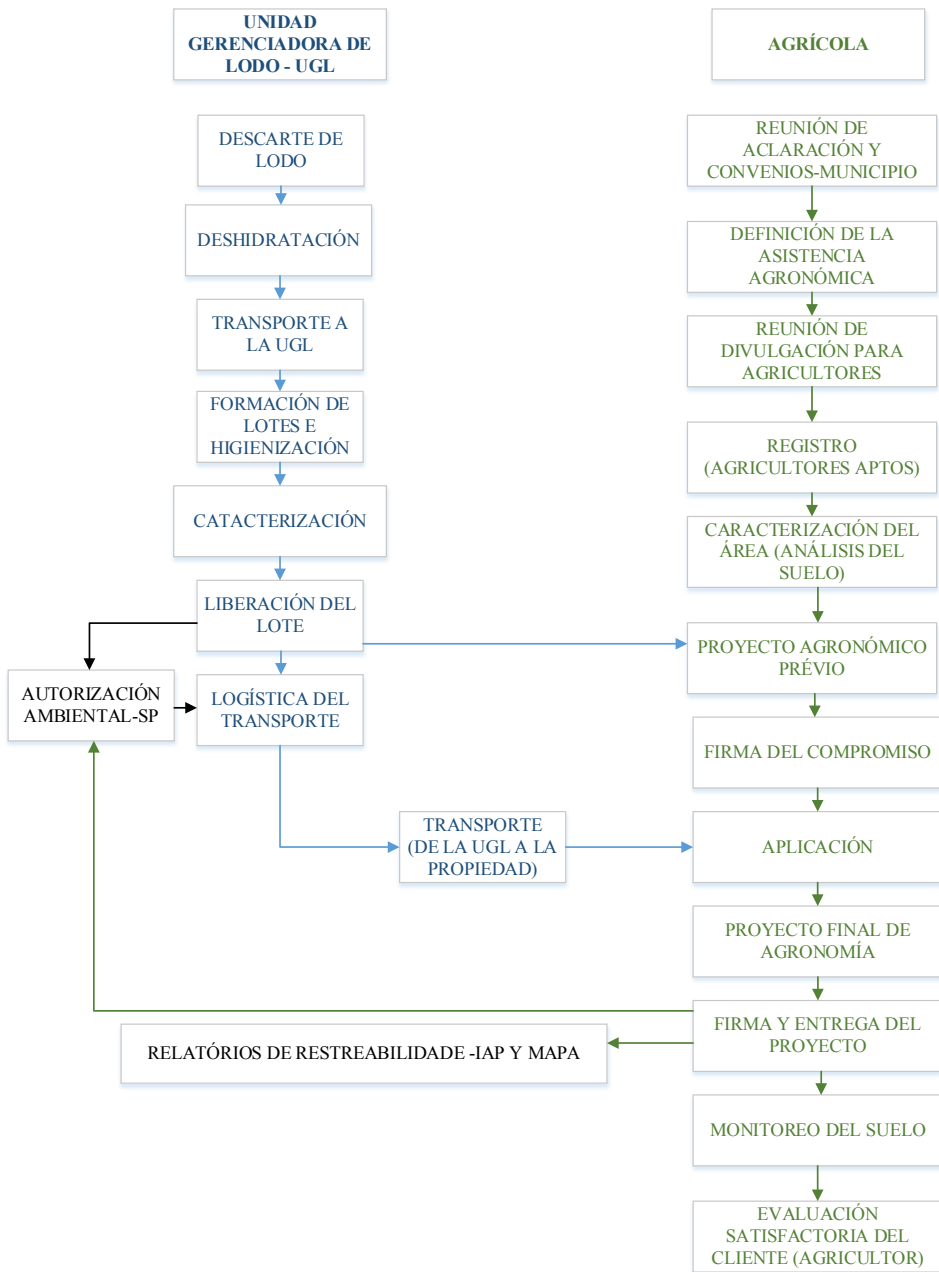 UNIDAD
GERENCIADORA DE
LODO - UGL
DESCARTE DE
LODO
DESHIDRATACIÓN
TRANSPORTE A
LA UGL
FORMACIÓN DE
LOTES E
HIGIENIZACIÓN
CATACTERIZACIÓN
LIBERACIÓN DEL
LOTE
AUTORIZACIÓN
AMBIENTAL-SP
LOGÍSTICA DEL
TRANSPORTE
TRANSPORTE
(DE LA UGL A LA
PROPIEDAD)
RELATÓRIOS DE RESTREABILIDADE -IAP Y MAPA
AGRÍCOLA
REUNIÓN DE
ACLARACIÓN Y
CONVENIOS-MUNICIPIO
DEFINICIÓN DE LA
ASISTENCIA
AGRONÓMICA
REUNIÓN DE
DIVULGACIÓN PARA
AGRICULTORES
REGISTRO
(AGRICULTORES APTOS)
CARACTERIZACIÓN DEL
ÁREA (ANÁLISIS DEL
SUELO)
PROYECTO AGRONÓMICO
PRÉVIO
FIRMA DEL COMPROMISO
APLICACIÓN
PROYECTO FINAL DE
AGRONOMÍA
FIRMA Y ENTREGA DEL
PROYECTO
MONITOREO DEL SUELO
EVALUACIÓN
SATISFACTORIA DEL
CLIENTE (AGRICULTOR)